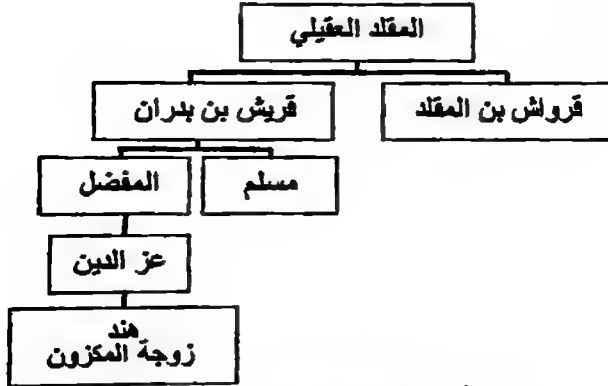 المقلد العقيلي
قرواش بن المقلد
قريش بن بدران
مسلم
المفضل
عز الدين
هند
زوجة المكزون